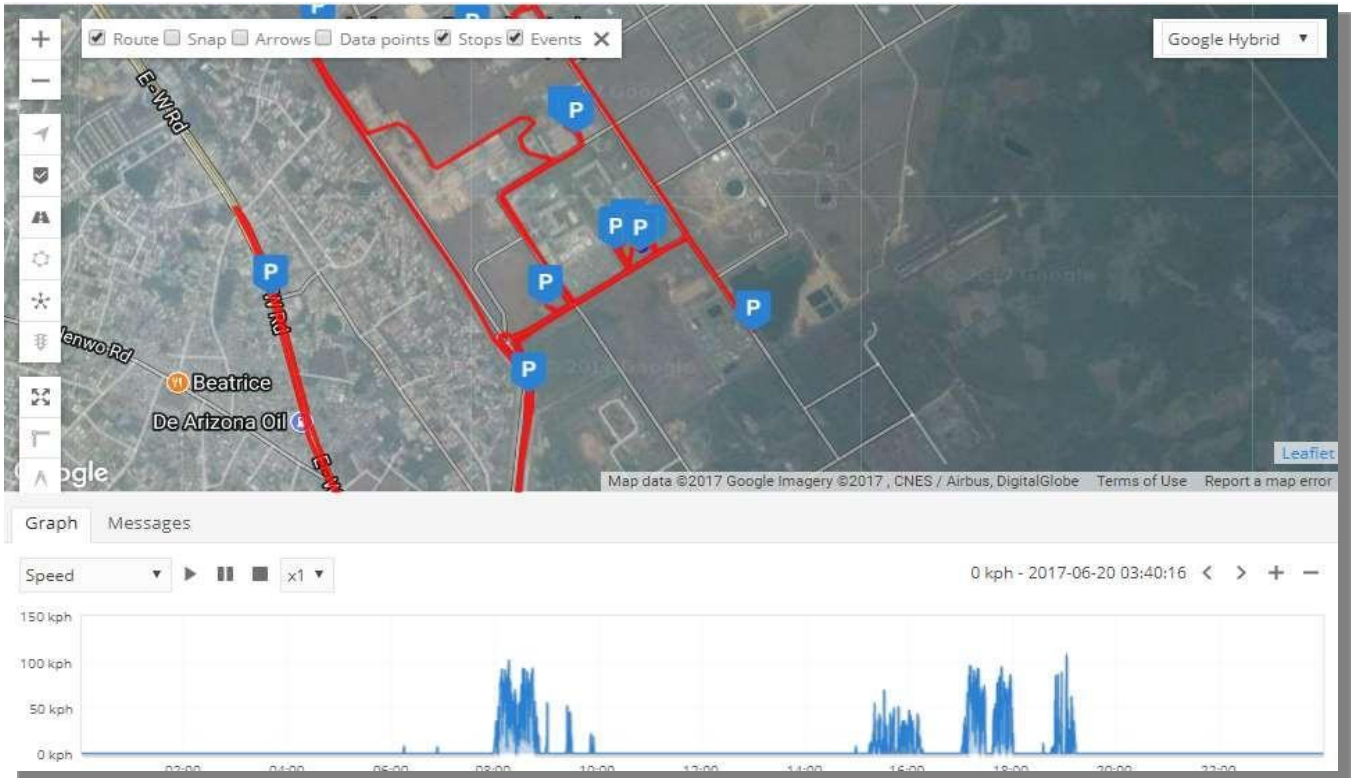 P
Route Snap Arrows Data points Stops Events
Google Hybrid
E - W Rd
P
P P
P
P
P
W Rd
enwo Rd
P
Beatrice
De Arizona Oil
E - W
Leaflet
Map data ©2017 Google Imagery ©2017 , CNES / Airbus, DigitalGlobe Terms of Use Report a map error
Graph Messages
Speed x1 0 kph - 2017-06-20 03:40:16
150 kph
100 kph
50 kph
0 kph
02:00 04:00 06:00 08:00 10:00 12:00 14:00 16:00 18:00 20:00 22:00